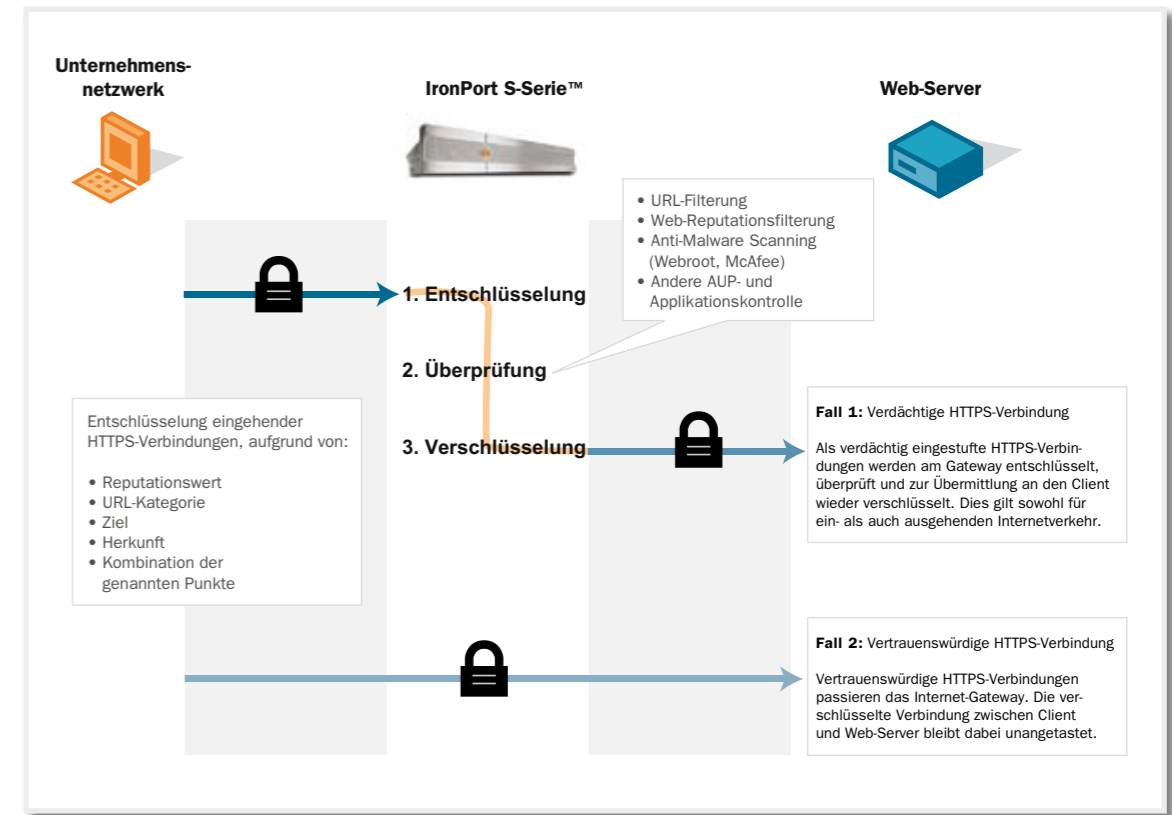 Unternehmens-
netzwerk
IronPort S-Serie™
Web-Server
• URL-Filterung
• Web-Reputationsfilterung
• Anti-Malware Scanning
(Webroot, McAfee)
• Andere AUP- und
Applikationskontrolle
1. Entschlüsselung
2. Überprüfung
3. Verschlüsselung
Entschlüsselung eingehender
HTTPS-Verbindungen, aufgrund von:
• Reputationswert
• URL-Kategorie
• Ziel
• Herkunft
• Kombination der
genannten Punkte
Fall 1: Verdächtige HTTPS-Verbindung
Als verdächtig eingestufte HTTPS-Verbin-
dungen werden am Gateway entschlüsselt,
überprüft und zur Übermittlung an den Client
wieder verschlüsselt. Dies gilt sowohl für
ein- als auch ausgehenden Internetverkehr.
Fall 2: Vertrauenswürdige HTTPS-Verbindung
Vertrauenswürdige HTTPS-Verbindungen
passieren das Internet-Gateway. Die ver-
schlüsselte Verbindung zwischen Client
und Web-Server bleibt dabei unangetastet.